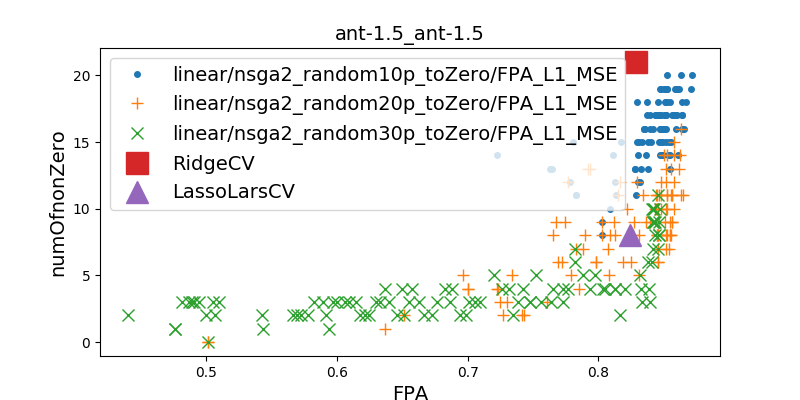 ant-1.5_ant-1.5
linear/nsga2_random10p_toZero/FPA_L1_MSE
linear/nsga2_random20p_toZero/FPA_L1_MSE
linear/nsga2_random30p_toZero/FPA_L1_MSE
RidgeCV
LassoLarsCV
numOfnonZero
20
15
10
5
0
0.5 0.6 0.7 0.8
FPA